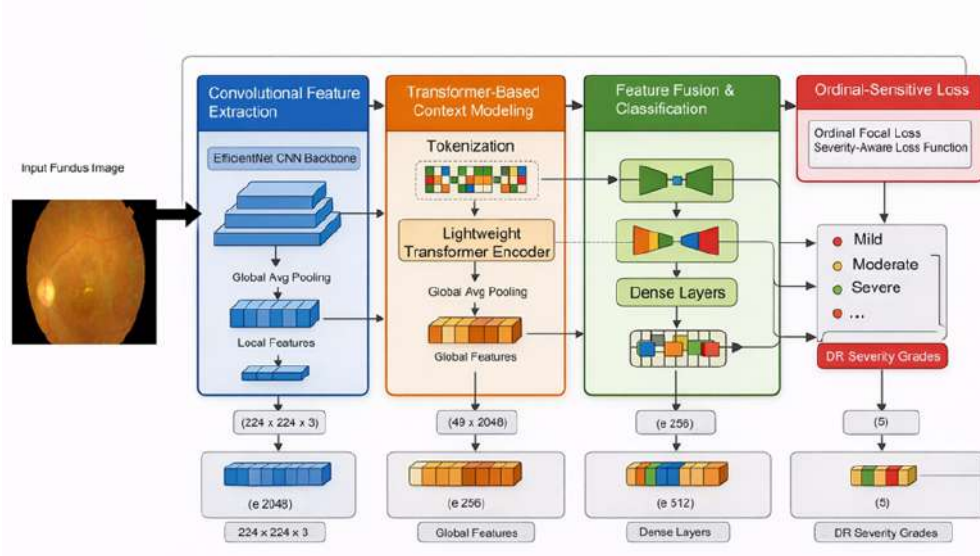 Input Fundus Image
Convolutional Feature
Extraction
EfficientNet CNN Backbone
Global Avg Pooling
Local Features
(224 x 224 x 3)
(e 2048)
224 x 224 x 3
Transformer-Based
Context Modeling
Tokenization
Lightweight
Transformer Encoder
Global Avg Pooling
Global Features
(49 x 2048)
(e 256)
Global Features
Feature Fusion &
Classification
Dense Layers
(e 256)
(e 512)
Dense Layers
Ordinal-Sensitive Loss
Ordinal Focal Loss
Severity-Aware Loss Function
Mild
Moderate
Severe
...
DR Severity Grades
(5)
(5)
DR Severity Grades